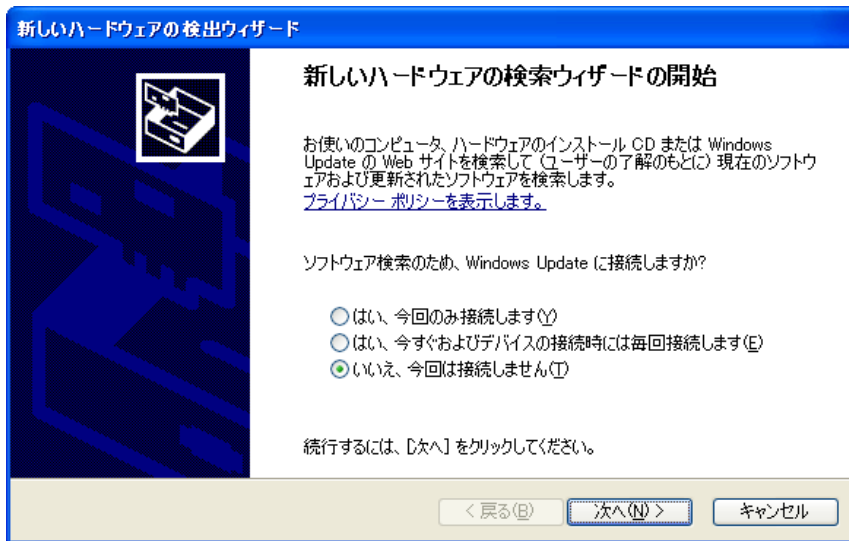 新しいハードウェアの検出ウィザード
新しいハードウェアの検索ウィザードの開始
お使いのコンピュータ、ハードウェアのインストール CD または Windows
Update の Web サイトを検索して (ユーザーの了解のもとに) 現在のソフトウ
ェアおよび更新されたソフトウェアを検索します。
プライバシー ポリシーを表示します。
ソフトウェア検索のため、Windows Update に接続しますか?
はい、今回のみ接続します(Y)
はい、今すぐおよびデバイスの接続時には毎回接続します(E)
いいえ、今回は接続しません(T)
続行するには、[次へ] をクリックしてください。
< 戻る(B) 次へ(N) > キャンセル